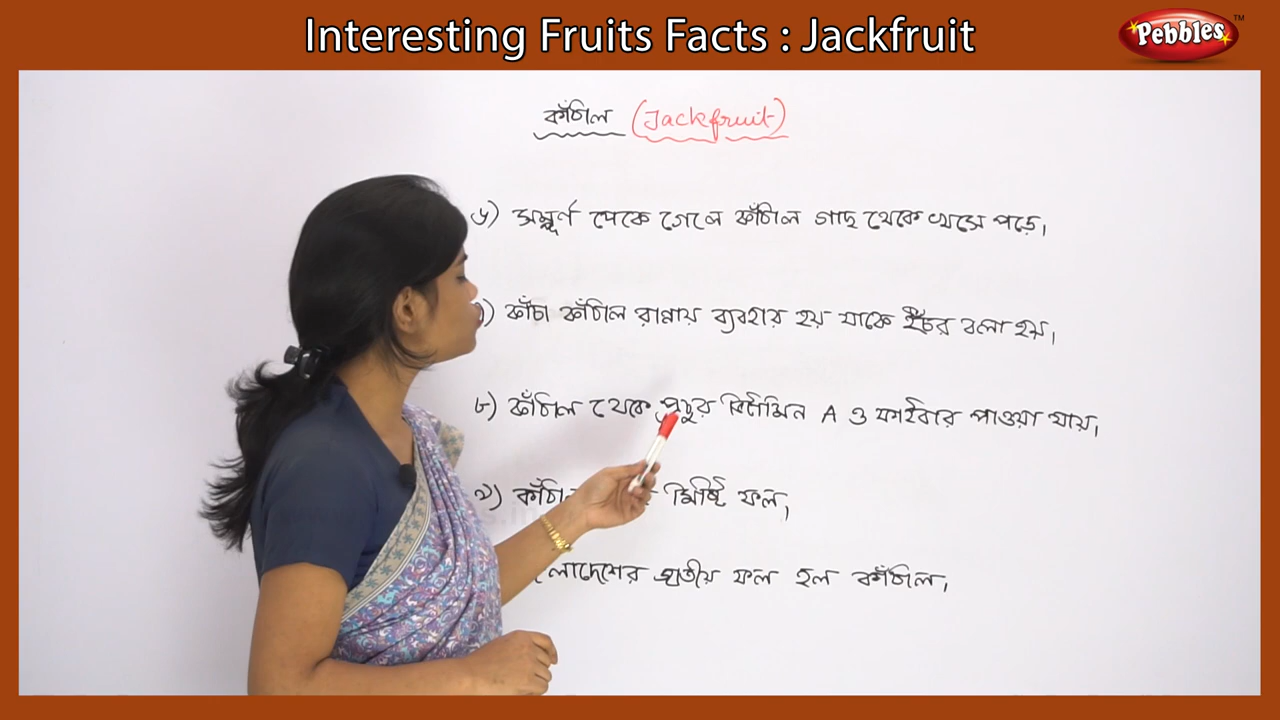 Interesting Fruits Facts : Jackfruit
Pebbles TM
কাঁঠাল (Jackfruit)
৬) সম্পূর্ণ পেকে গেলে কাঁঠাল গাছ থেকে খসে পড়ে।
) কাঁচা কাঁঠাল রান্নায় ব্যবহার হয় যাকে ইঁচর বলা হয়।
৮) কাঁঠাল থেকে প্রচুর ভিটামিন A ও ফাইবার পাওয়া যায়।
৯) কাঁঠাল মিষ্টি ফল।
লাদেশের জাতীয় ফল হল কাঁঠাল।